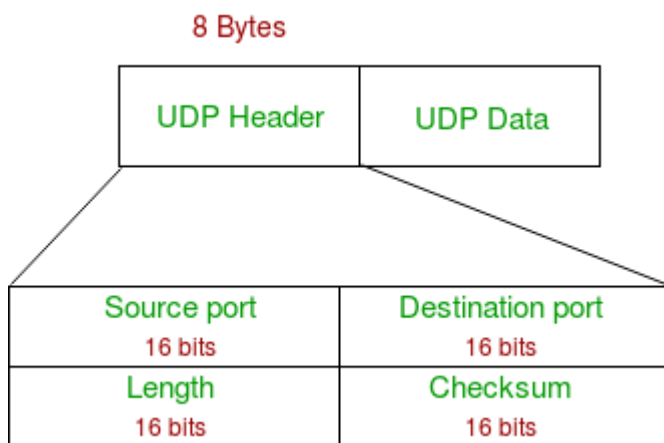 8 Bytes
UDP Header UDP Data
Source port Destination port
16 bits 16 bits
Length Checksum
16 bits 16 bits